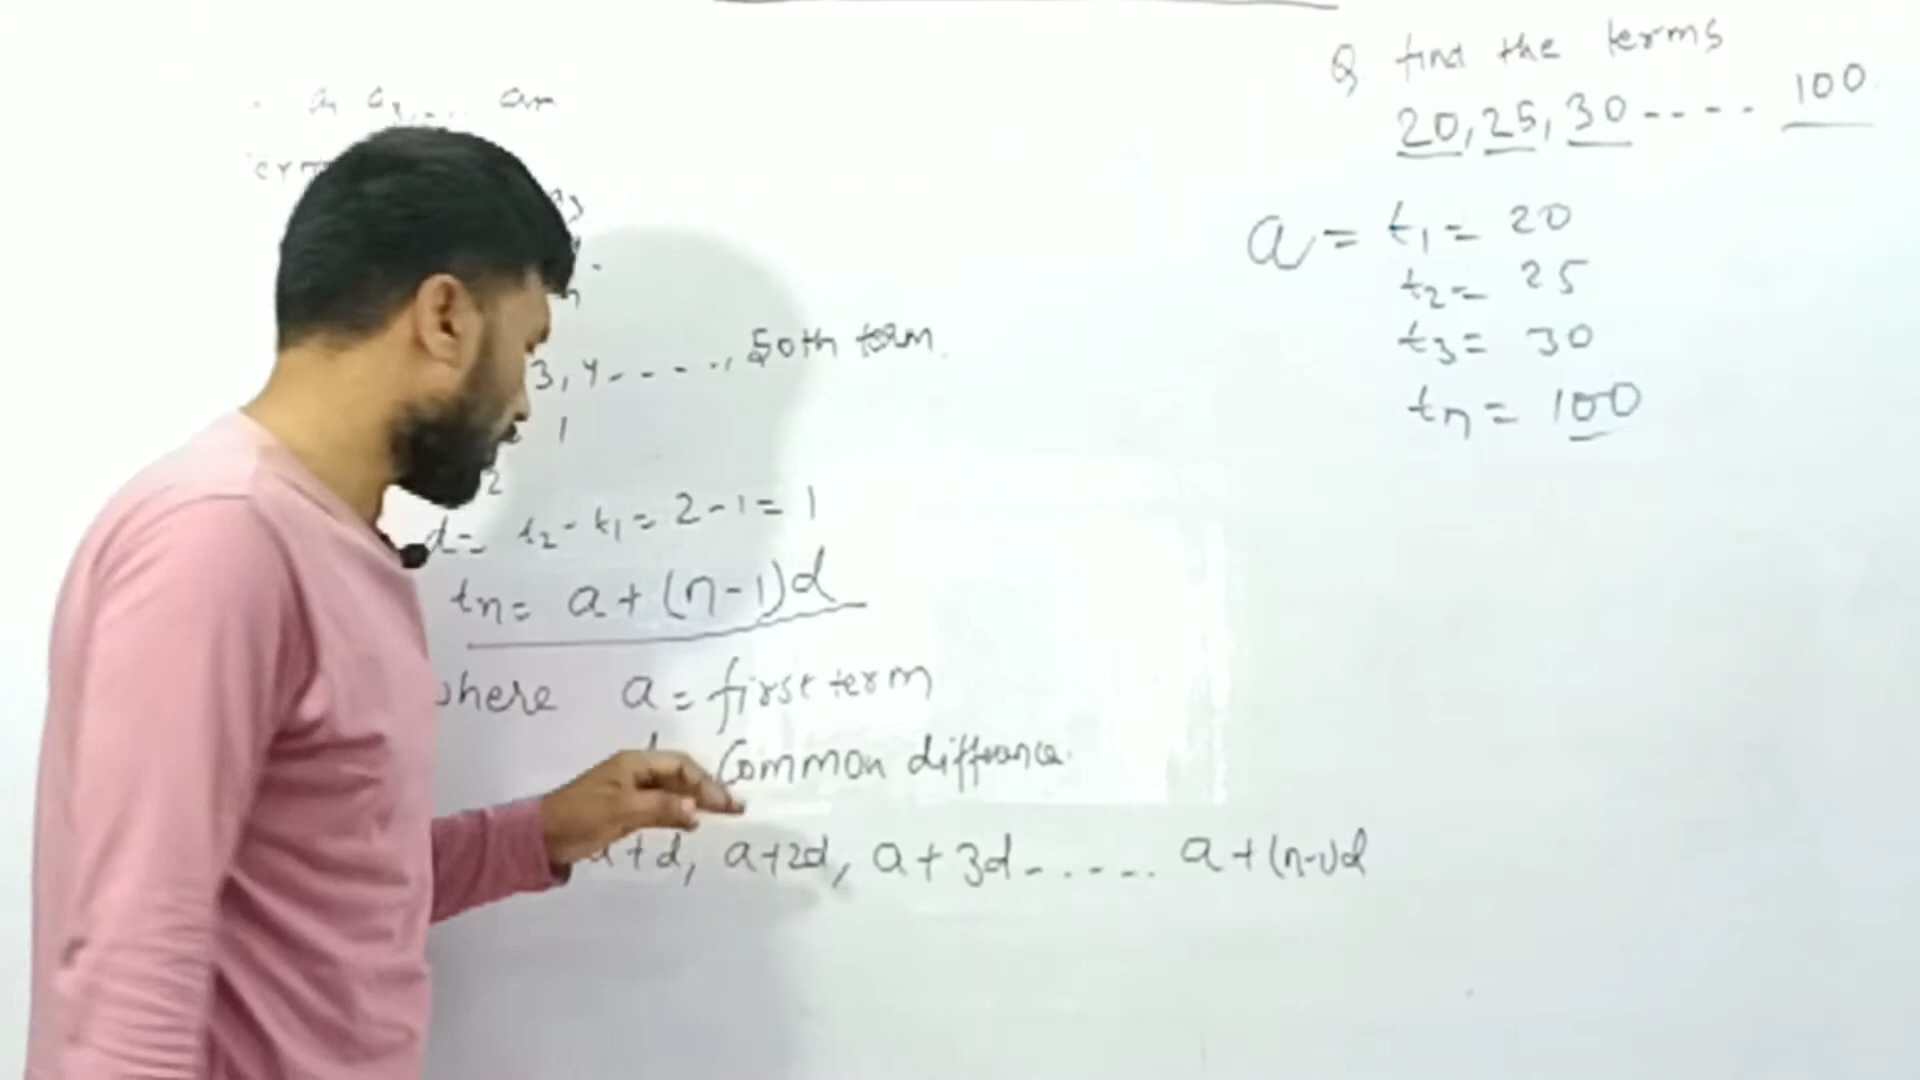 a, a₂, ... an
3, 4 - - - - ., 50th term.
1
2
d = t₂ - t₁ = 2 - 1 = 1
tn = a + (n-1)d
where a = first term
Common diffrance.
a+d, a+2d, a+3d - . - - - . a+(n-1)d
Q find the terms
20, 25, 30 - - - - - 100.
a = t₁ = 20
t₂ = 25
t₃ = 30
tn = 100